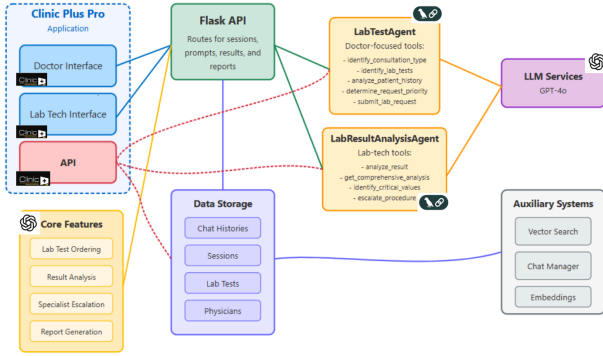 Clinic Plus Pro
Application
Doctor Interface
Clinic
Lab Tech Interface
Clinic
API
Clinic
Core Features
Lab Test Ordering
Result Analysis
Specialist Escalation
Report Generation
Flask API
Routes for sessions,
prompts, results, and
reports
Data Storage
Chat Histories
Sessions
Lab Tests
Physicians
LabTestAgent
Doctor-focused tools:
- identify_consultation_type
- identify_lab_tests
- analyze_patient_history
- determine_request_priority
- submit_lab_request
LabResultAnalysisAgent
Lab-tech tools:
- analyze_result
- get_comprehensive_analysis
- identify_critical_values
- escalate_procedure
LLM Services
GPT-4o
Auxiliary Systems
Vector Search
Chat Manager
Embeddings